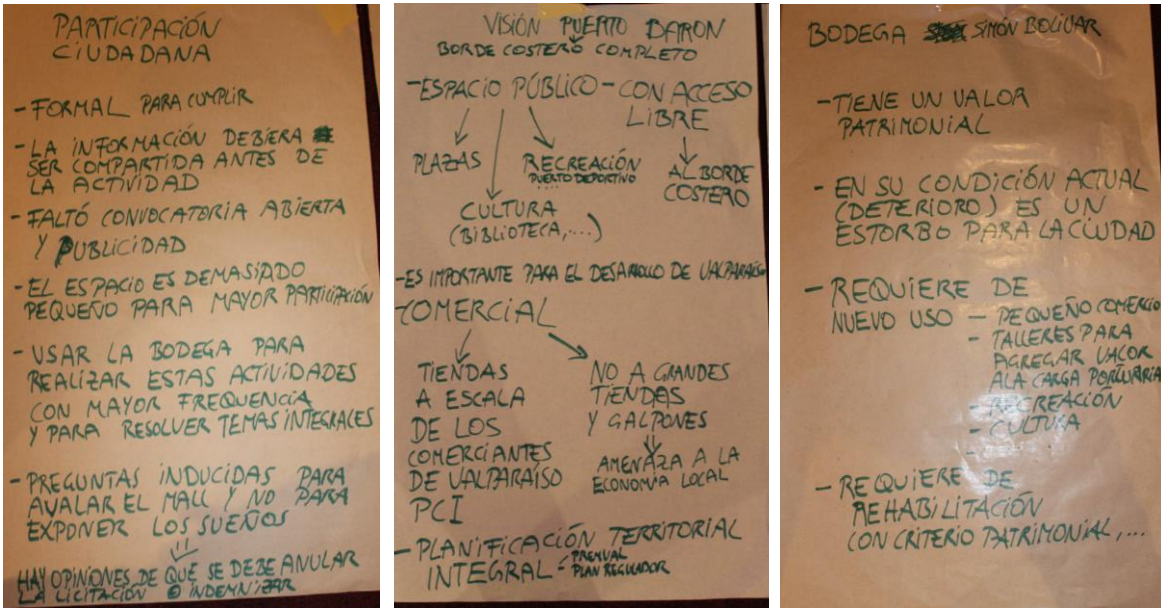 PARTICIPACIÓN
CIUDADANA
- FORMAL PARA CUMPLIR
- LA INFORMACIÓN DEBIERA
SER COMPARTIDA ANTES DE
LA ACTIVIDAD
- FALTÓ CONVOCATORIA ABIERTA
Y PUBLICIDAD
- EL ESPACIO ES DEMASIADO
PEQUEÑO PARA MAYOR PARTICIPACIÓN
- USAR LA BODEGA PARA
REALIZAR ESTAS ACTIVIDADES
CON MAYOR FREQUENCIA
Y PARA RESOLVER TEMAS INTEGRALES
- PREGUNTAS INDUCIDAS PARA
AVALAR EL MALL Y NO PARA
EXPONER LOS SUEÑOS
HAY OPINIONES DE QUE SE DEBE ANULAR
LA LICITACIÓN O INDEMNIZAR
VISIÓN PUERTO BARON
BORDE COSTERO COMPLETO
- ESPACIO PÚBLICO - CON ACCESO
LIBRE
PLAZAS
RECREACIÓN
PUERTO DEPORTIVO
....
AL BORDE
COSTERO
CULTURA
(BIBLIOTECA,....)
- ES IMPORTANTE PARA EL DESAROLLO DE VALPARAÍSO
- COMERCIAL
TIENDAS
A ESCALA
DE LOS
COMERCIANTES
DE VALPARAÍSO
PCI
NO A GRANDES
TIENDAS
Y GALPONES
AMENAZA A LA
ECONOMÍA LOCAL
- PLANIFICACIÓN TERRITORIAL
INTEGRAL - PREMVAL
- PLAN REGULADOR
BODEGA SIMÓN BOLIVAR
- TIENE UN VALOR
PATRIMONIAL
- EN SU CONDICIÓN ACTUAL
(DETERIORO) ES UN
ESTORBO PARA LA CIUDAD
- REQUIERE DE
NUEVO USO - PEQUEÑO COMERCIO
- TALLERES PARA
AGREGAR VALOR
A LA CARGA PORTUARIA
- RECREACIÓN
- CULTURA
- ....
- REQUIERE DE
REHABILITACIÓN
CON CRITERIO PATRIMONIAL,...